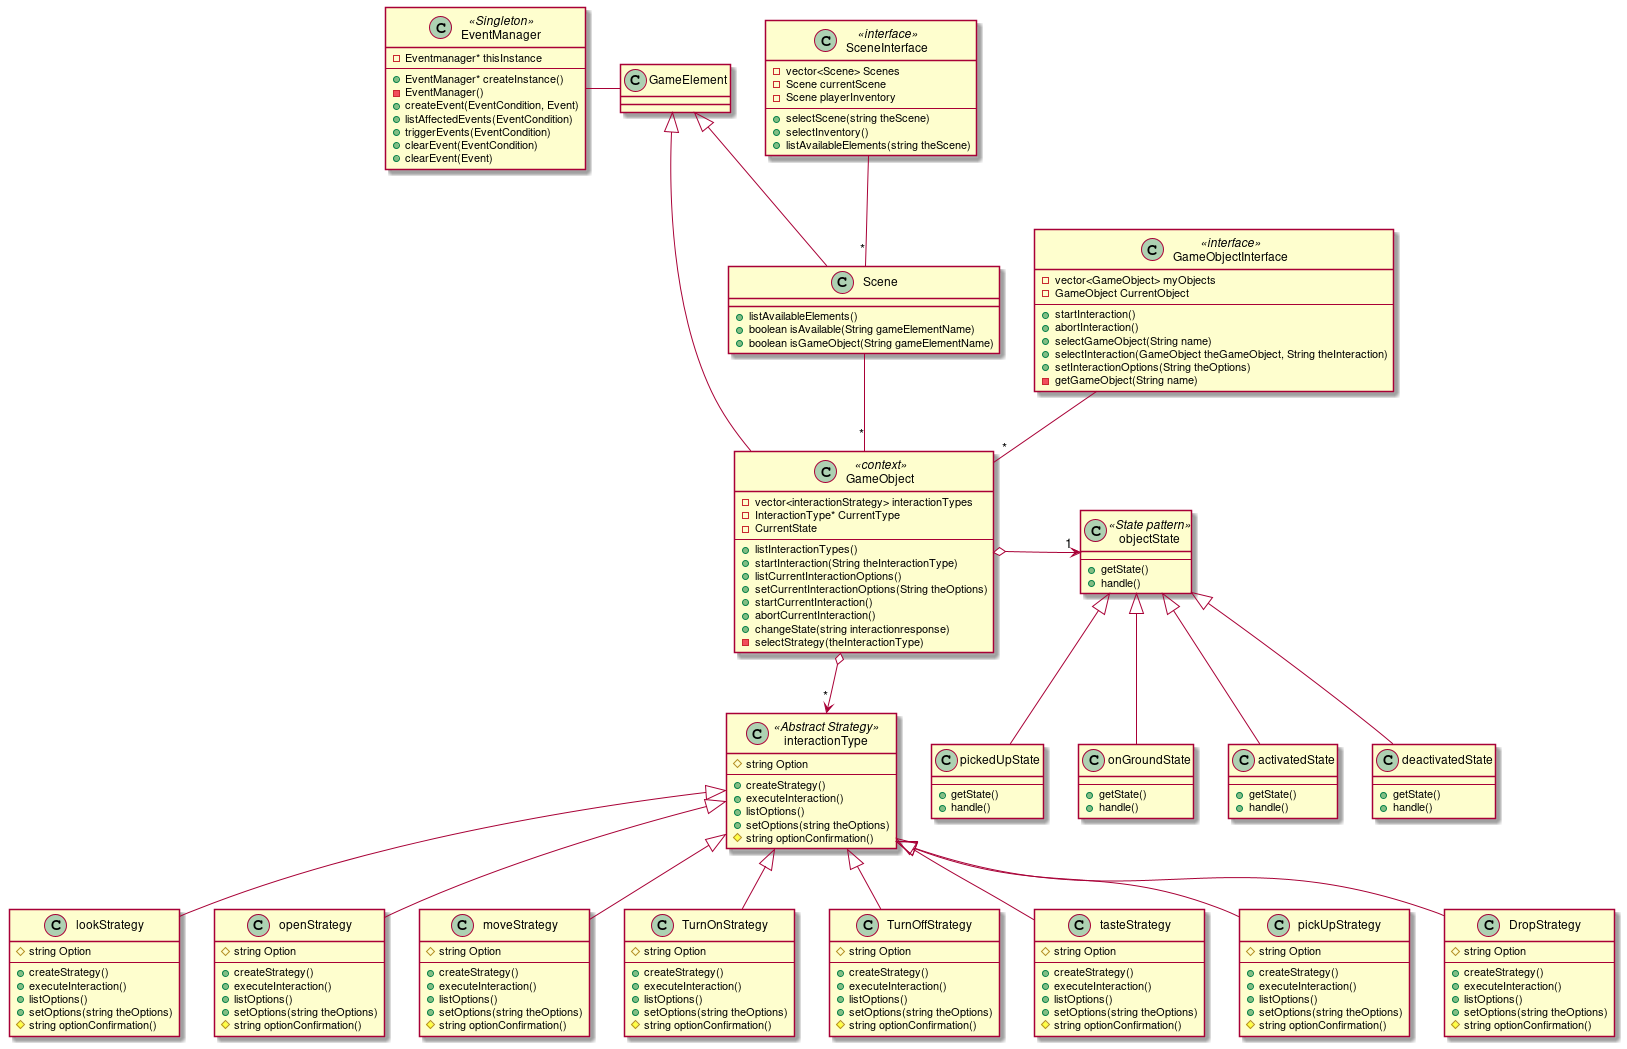 «Singleton»
EventManager
Eventmanager* thisInstance
EventManager* createInstance()
EventManager()
createEvent(EventCondition, Event)
listAffectedEvents(EventCondition)
triggerEvents(EventCondition)
clearEvent(EventCondition)
clearEvent(Event)
C
C
GameElement
C
«interface»
SceneInterface
vector<Scene> Scenes
Scene currentScene
Scene playerInventory
selectScene(string theScene)
selectInventory()
listAvailableElements(string theScene)
*
C
Scene
listAvailableElements()
boolean isAvailable(String gameElementName)
boolean isGameObject(String gameElementName)
*
C
«interface»
GameObjectInterface
vector<GameObject> myObjects
GameObject CurrentObject
startInteraction()
abortInteraction()
selectGameObject(String name)
selectInteraction(GameObject theGameObject, String theInteraction)
setInteractionOptions(String theOptions)
getGameObject(String name)
*
C
«context»
GameObject
vector<interactionStrategy> interactionTypes
InteractionType* CurrentType
CurrentState
listInteractionTypes()
startInteraction(String theInteractionType)
listCurrentInteractionOptions()
setCurrentInteractionOptions(String theOptions)
startCurrentInteraction()
abortCurrentInteraction()
changeState(string interactionresponse)
selectStrategy(theInteractionType)
1
C
«State pattern»
objectState
getState()
handle()
*
C
«Abstract Strategy»
interactionType
string Option
createStrategy()
executeInteraction()
listOptions()
setOptions(string theOptions)
string optionConfirmation()
C
pickedUpState
getState()
handle()
C
onGroundState
getState()
handle()
C
activatedState
getState()
handle()
C
deactivatedState
getState()
handle()
C
lookStrategy
string Option
createStrategy()
executeInteraction()
listOptions()
setOptions(string theOptions)
string optionConfirmation()
C
openStrategy
string Option
createStrategy()
executeInteraction()
listOptions()
setOptions(string theOptions)
string optionConfirmation()
C
moveStrategy
string Option
createStrategy()
executeInteraction()
listOptions()
setOptions(string theOptions)
string optionConfirmation()
C
TurnOnStrategy
string Option
createStrategy()
executeInteraction()
listOptions()
setOptions(string theOptions)
string optionConfirmation()
C
TurnOffStrategy
string Option
createStrategy()
executeInteraction()
listOptions()
setOptions(string theOptions)
string optionConfirmation()
C
tasteStrategy
string Option
createStrategy()
executeInteraction()
listOptions()
setOptions(string theOptions)
string optionConfirmation()
C
pickUpStrategy
string Option
createStrategy()
executeInteraction()
listOptions()
setOptions(string theOptions)
string optionConfirmation()
C
DropStrategy
string Option
createStrategy()
executeInteraction()
listOptions()
setOptions(string theOptions)
string optionConfirmation()